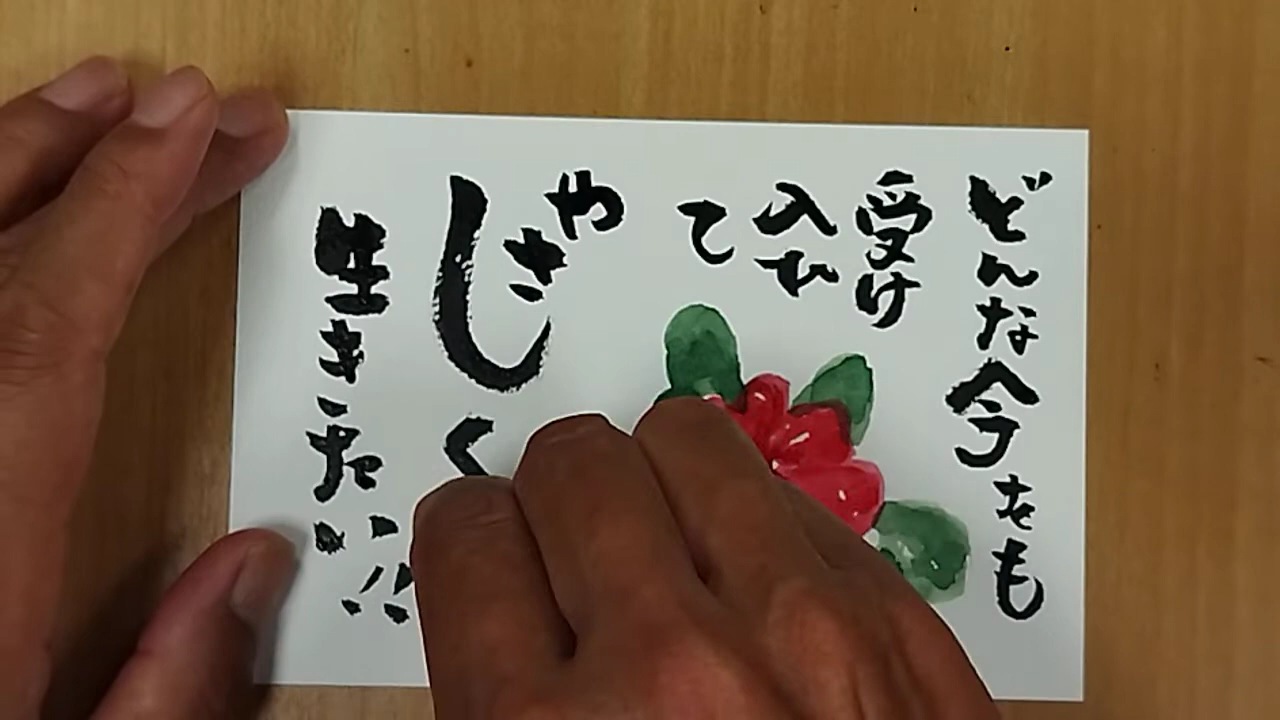 どんな今をも
受け
入れ
て
やさしく
生きたい!!